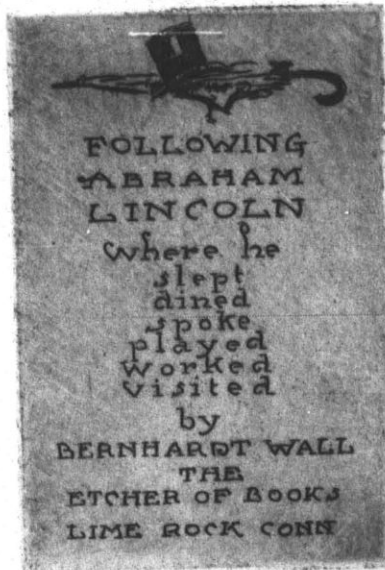 FOLLOWING
ABRAHAM
LINCOLN
where he
slept
dined
spoke
played
worked
visited
by
BERNHARDT WALL
THE
ETCHER OF BOOKS
LIME ROCK CONN